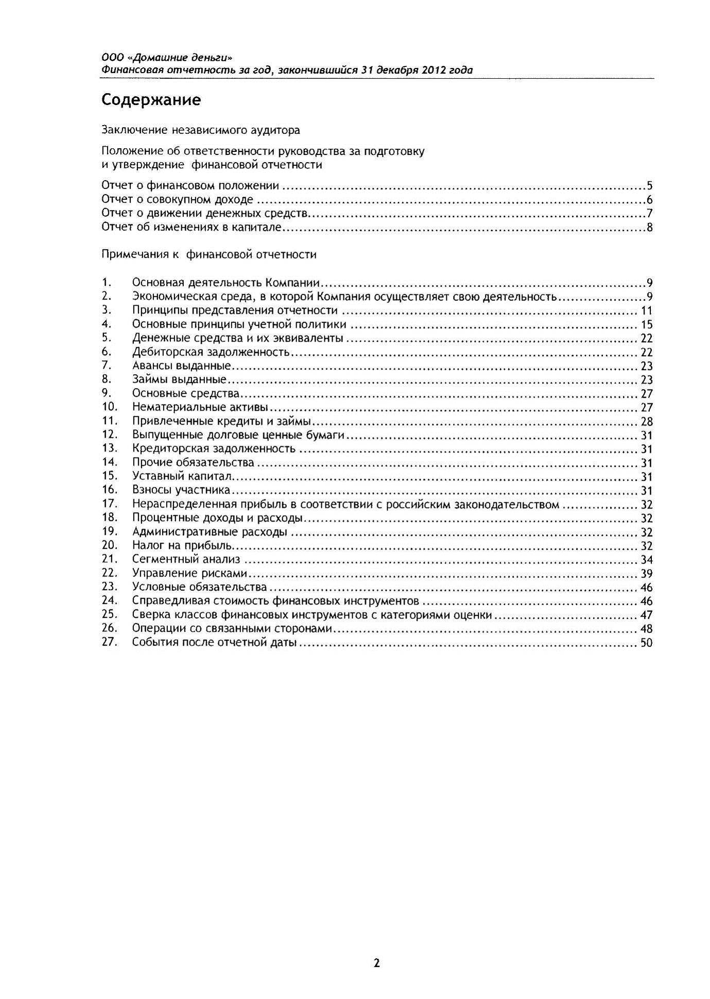 ООО «Домашние деньги»
Финансовая отчетность за год, закончившийся 31 декабря 2012 года
Содержание
Заключение независимого аудитора
Положение об ответственности руководства за подготовку
и утверждение финансовой отчетности
Отчет о финансовом положении ........................................ 5
Отчет о совокупном доходе ........................................ 6
Отчет о движении денежных средств ........................................ 7
Отчет об изменениях в капитале ........................................ 8
Примечания к финансовой отчетности
1. Основная деятельность Компании ........................................ 9
2. Экономическая среда, в которой Компания осуществляет свою деятельность ........................................ 9
3. Принципы представления отчетности ........................................ 11
4. Основные принципы учетной политики ........................................ 15
5. Денежные средства и их эквиваленты ........................................ 22
6. Дебиторская задолженность ........................................ 22
7. Авансы выданные ........................................ 23
8. Займы выданные ........................................ 23
9. Основные средства ........................................ 27
10. Нематериальные активы ........................................ 27
11. Привлеченные кредиты и займы ........................................ 28
12. Выпущенные долговые ценные бумаги ........................................ 31
13. Кредиторская задолженность ........................................ 31
14. Прочие обязательства ........................................ 31
15. Уставный капитал ........................................ 31
16. Взносы участника ........................................ 31
17. Нераспределенная прибыль в соответствии с российским законодательством ........................................ 32
18. Процентные доходы и расходы ........................................ 32
19. Административные расходы ........................................ 32
20. Налог на прибыль ........................................ 32
21. Сегментный анализ ........................................ 34
22. Управление рисками ........................................ 39
23. Условные обязательства ........................................ 46
24. Справедливая стоимость финансовых инструментов ........................................ 46
25. Сверка классов финансовых инструментов с категориями оценки ........................................ 47
26. Операции со связанными сторонами ........................................ 48
27. События после отчетной даты ........................................ 50
2